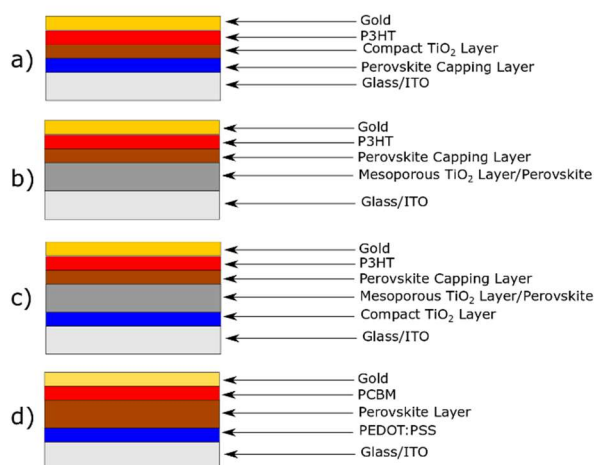 a)
Gold
P3HT
Compact TiO₂ Layer
Perovskite Capping Layer
Glass/ITO
b)
Gold
P3HT
Perovskite Capping Layer
Mesoporous TiO₂ Layer/Perovskite
Glass/ITO
c)
Gold
P3HT
Perovskite Capping Layer
Mesoporous TiO₂ Layer/Perovskite
Compact TiO₂ Layer
Glass/ITO
d)
Gold
PCBM
Perovskite Layer
PEDOT:PSS
Glass/ITO